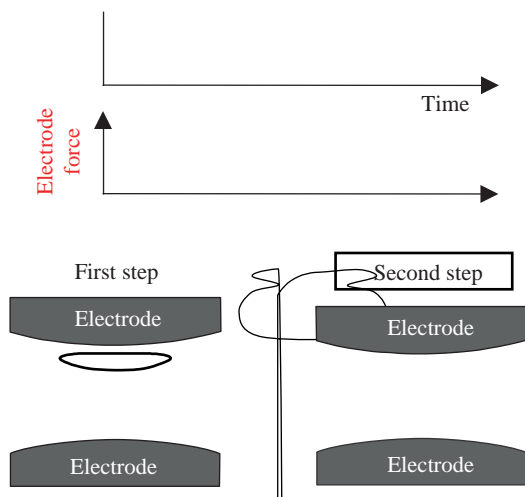 Time
Electrode
force
First step
Second step
Electrode
Electrode
Electrode
Electrode